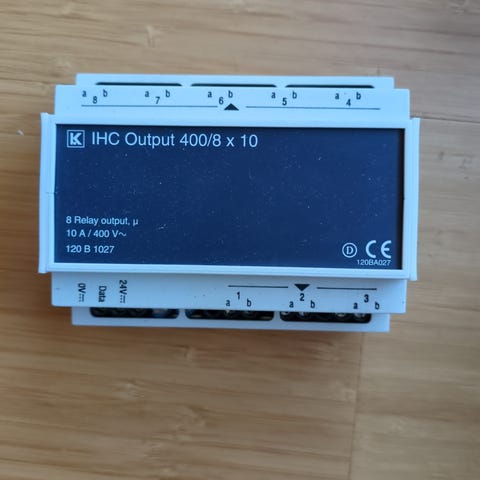 a b a b a b a b a b
8 7 6 5 4
K IHC Output 400/8 x 10
8 Relay output, µ
10 A / 400 V~
120 B 1027
D CE
120BA027
0V⎓ Data 24V⎓
1 2 3
a b a b a b